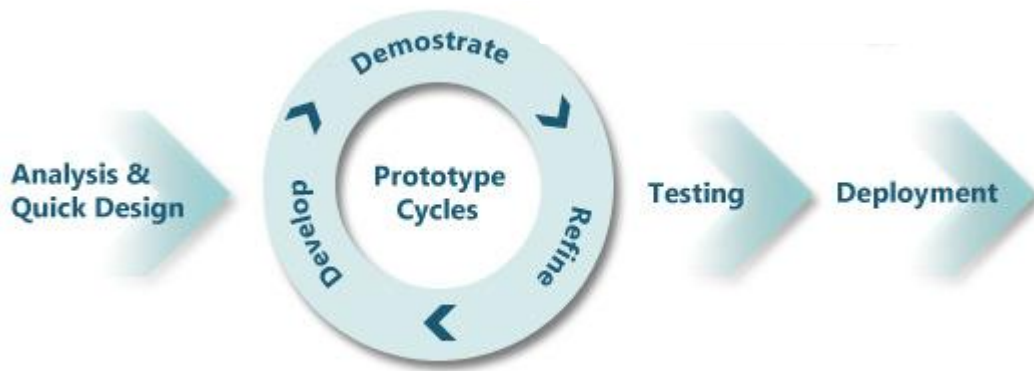 Analysis &
Quick Design
Demostrate
Refine
Develop
Prototype
Cycles
Testing
Deployment